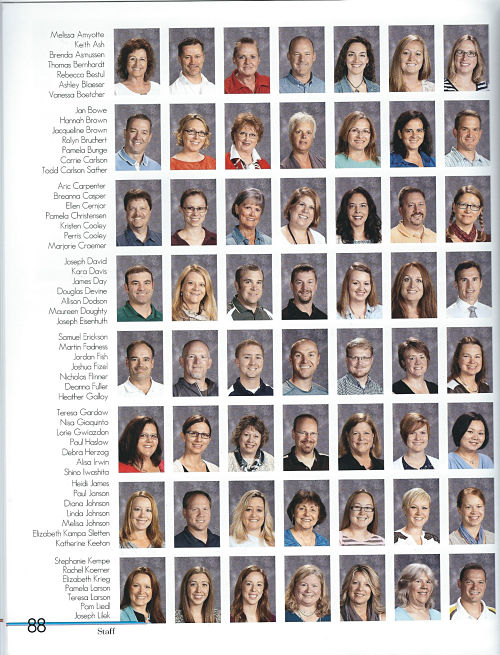 Melissa Amyotte
Keith Ash
Brenda Asmussen
Thomas Bernhardt
Rebecca Bestul
Ashley Blaeser
Vanessa Boetcher
Jan Bowe
Hannah Brown
Jacqueline Brown
Ralyn Bruchert
Pamela Bunge
Carrie Carlson
Todd Carlson Sather
Aric Carpenter
Breanna Casper
Ellen Cernjar
Pamela Christensen
Kristen Cooley
Perris Cooley
Marjorie Craemer
Joseph David
Kara Davis
James Day
Douglas Devine
Allison Dodson
Maureen Doughty
Joseph Eisenhuth
Samuel Erickson
Martin Fadness
Jordan Fish
Joshua Fizel
Nicholas Flinner
Deanna Fuller
Heather Galloy
Teresa Gardow
Nisa Giaquinto
Lorie Gwiazdon
Paul Haslow
Debra Herzog
Alisa Irwin
Shino Iwashita
Heidi James
Paul Janson
Diana Johnson
Linda Johnson
Melisa Johnson
Elizabeth Kampa Sletten
Katherine Keeton
Stephanie Kempe
Rachel Koerner
Elizabeth Krieg
Pamela Larson
Teresa Larson
Pam Liedl
Joseph Lilek
88
Staff